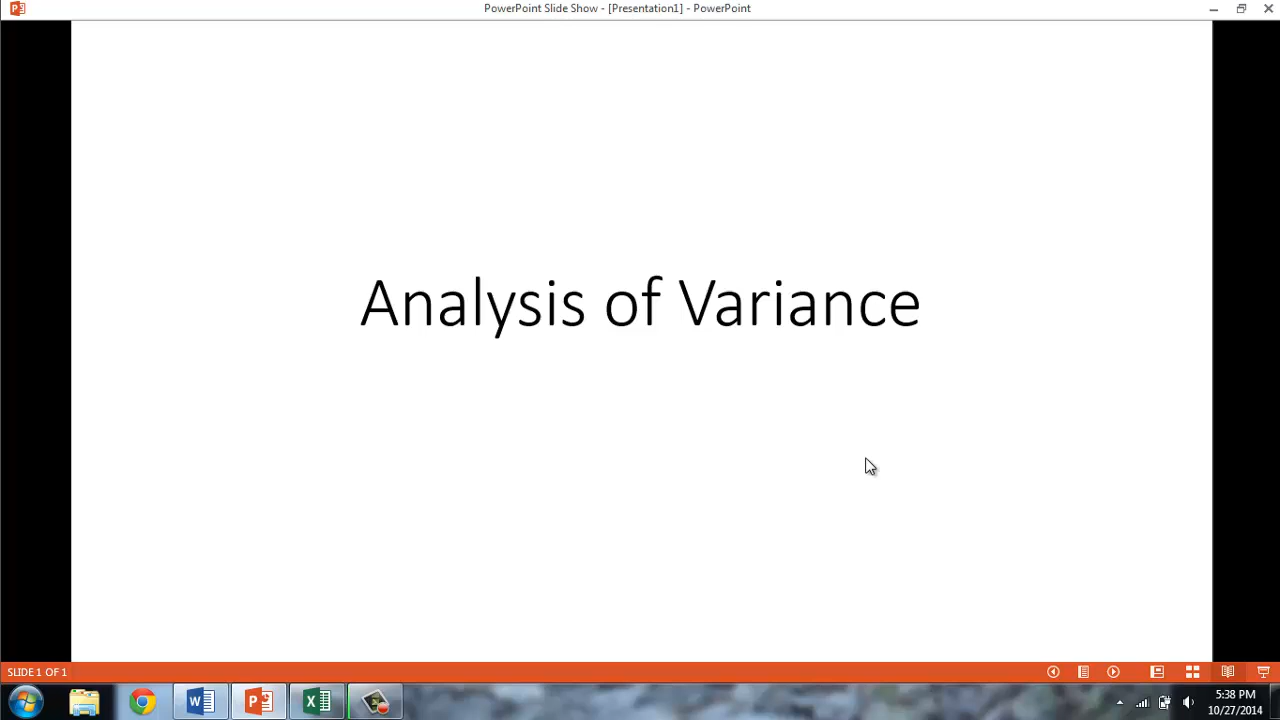 PowerPoint Slide Show - [Presentation1] - PowerPoint
Analysis of Variance
SLIDE 1 OF 1
5:38 PM
10/27/2014